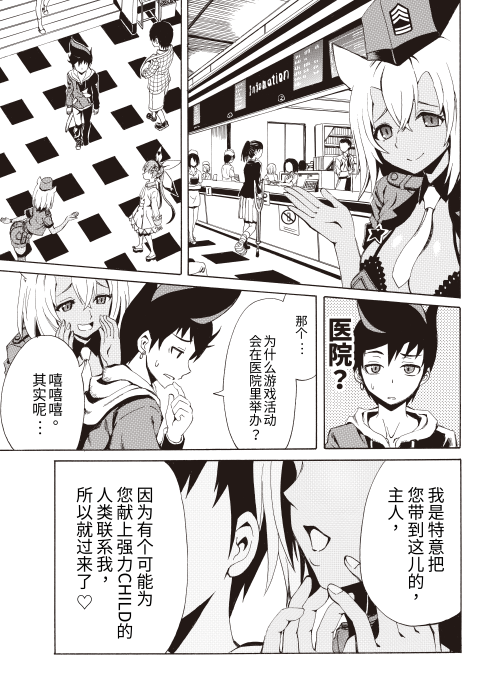 Infomation
医院？
那个…
为什么游戏活动
会在医院里举办？
嘻嘻嘻。
其实呢…
我是特意把
您带到这儿的，
主人，
因为有个可能为
您献上强力CHILD的
人类联系我，
所以就过来了♡